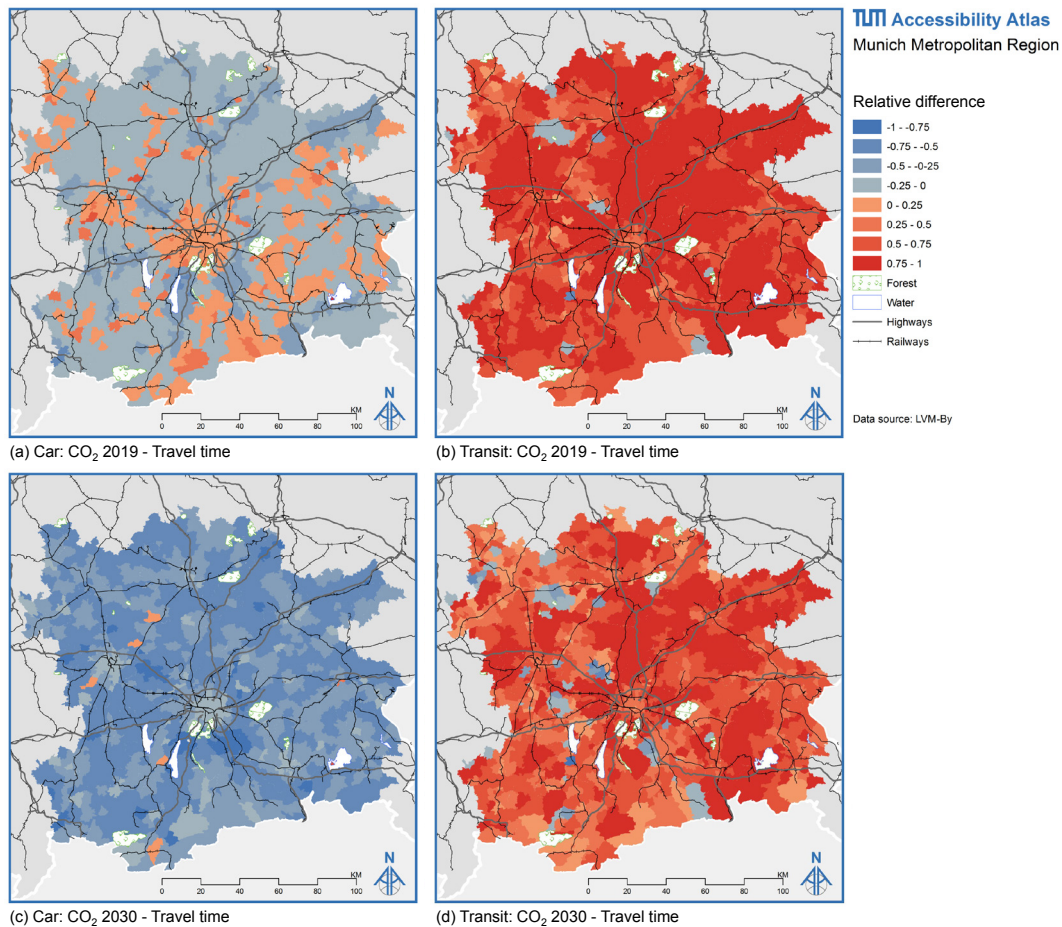 TUM Accessibility Atlas
Munich Metropolitan Region
Relative difference
-1 - -0.75
-0.75 - -0.5
-0.5 - -0.25
-0.25 - 0
0 - 0.25
0.25 - 0.5
0.5 - 0.75
0.75 - 1
Forest
Water
Highways
Railways
Data source: LVM-By
N
KM
0 20 40 60 80 100
(a) Car: CO₂ 2019 - Travel time
N
KM
0 20 40 60 80 100
(b) Transit: CO₂ 2019 - Travel time
N
KM
0 20 40 60 80 100
(c) Car: CO₂ 2030 - Travel time
N
KM
0 20 40 60 80 100
(d) Transit: CO₂ 2030 - Travel time